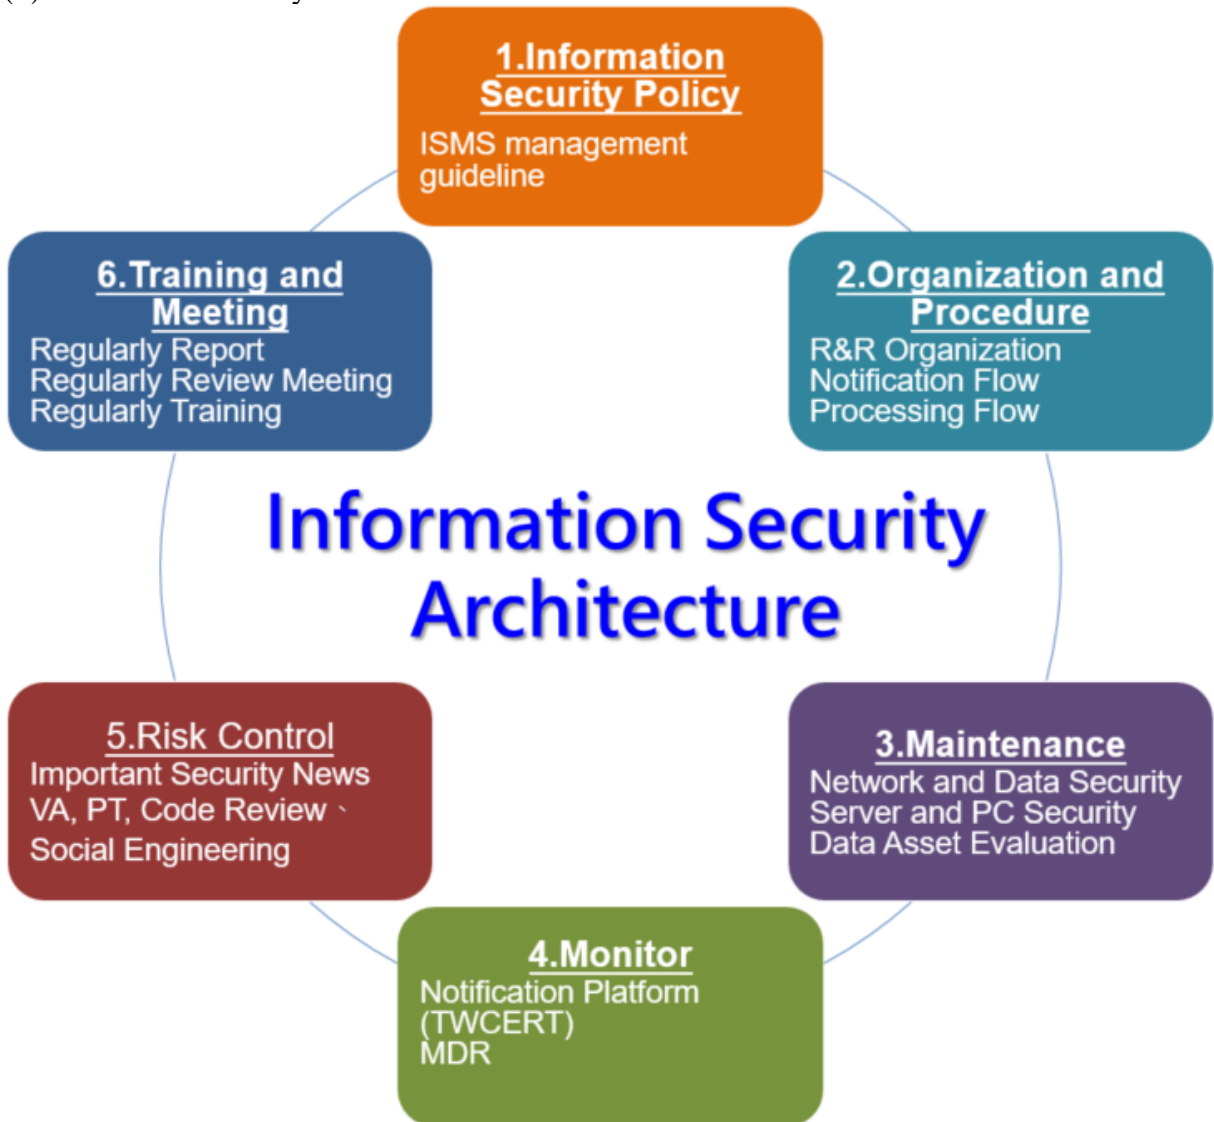 1.Information
Security Policy
ISMS management
guideline
2.Organization and
Procedure
R&R Organization
Notification Flow
Processing Flow
3.Maintenance
Network and Data Security
Server and PC Security
Data Asset Evaluation
4.Monitor
Notification Platform
(TWCERT)
MDR
5.Risk Control
Important Security News
VA, PT, Code Review、
Social Engineering
6.Training and
Meeting
Regularly Report
Regularly Review Meeting
Regularly Training
Information Security
Architecture